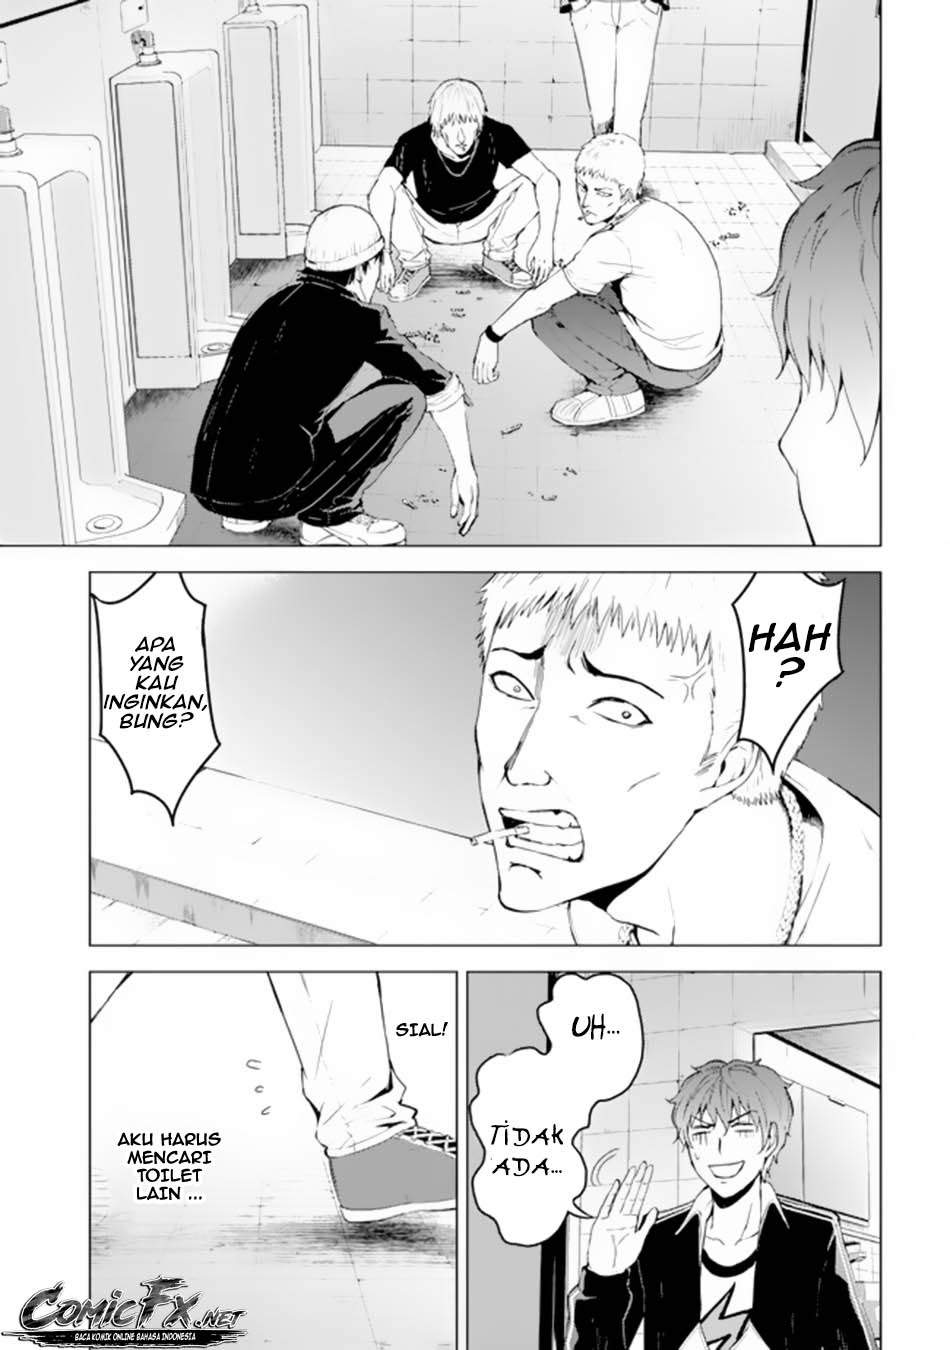 HAH
?
APA
YANG
KAU
INGINKAN,
BUNG?
UH...
TIDAK
ADA...
SIAL!
AKU HARUS
MENCARI
TOILET
LAIN ...
COMICFX.NET
BACA KOMIK ONLINE BAHASA INDONESIA